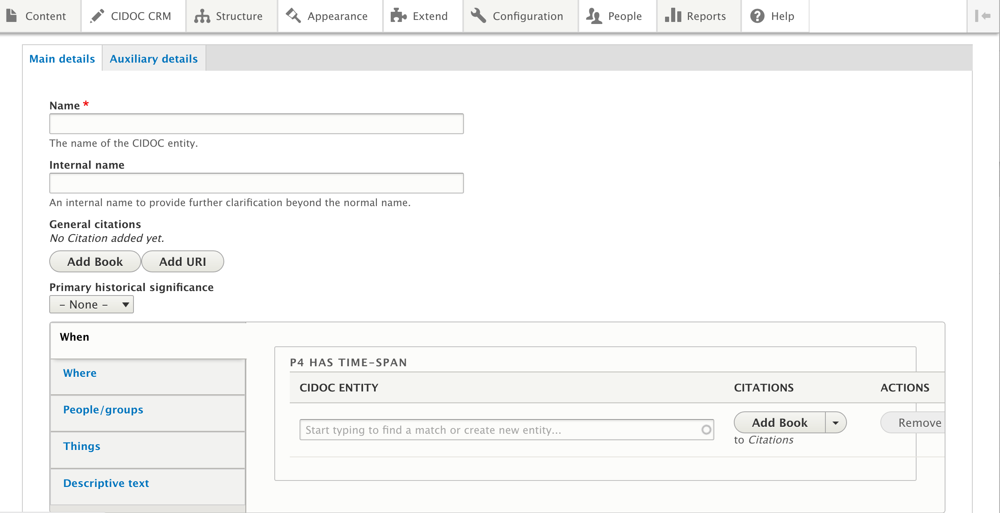 Content CIDOC CRM Structure Appearance Extend Configuration People Reports Help
Main details Auxiliary details
Name *
The name of the CIDOC entity.
Internal name
An internal name to provide further clarification beyond the normal name.
General citations
No Citation added yet.
Add Book Add URI
Primary historical significance
– None –
When
Where
People/groups
Things
Descriptive text
P4 HAS TIME–SPAN
CIDOC ENTITY CITATIONS ACTIONS
Start typing to find a match or create new entity... Add Book Remove
to Citations